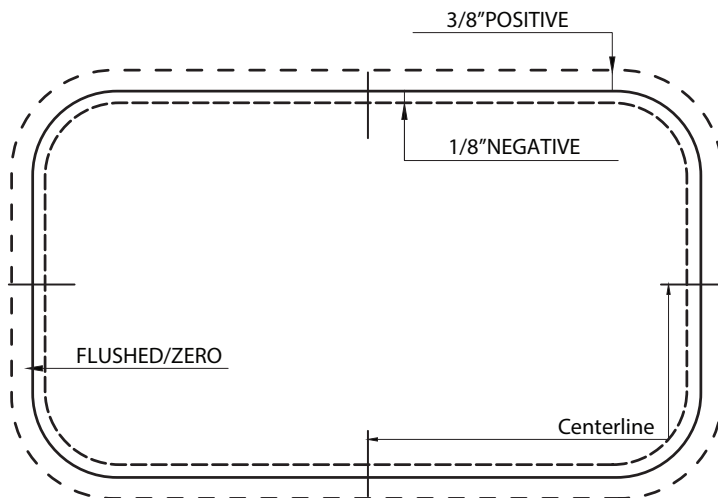 3/8"POSITIVE
1/8"NEGATIVE
FLUSHED/ZERO
Centerline